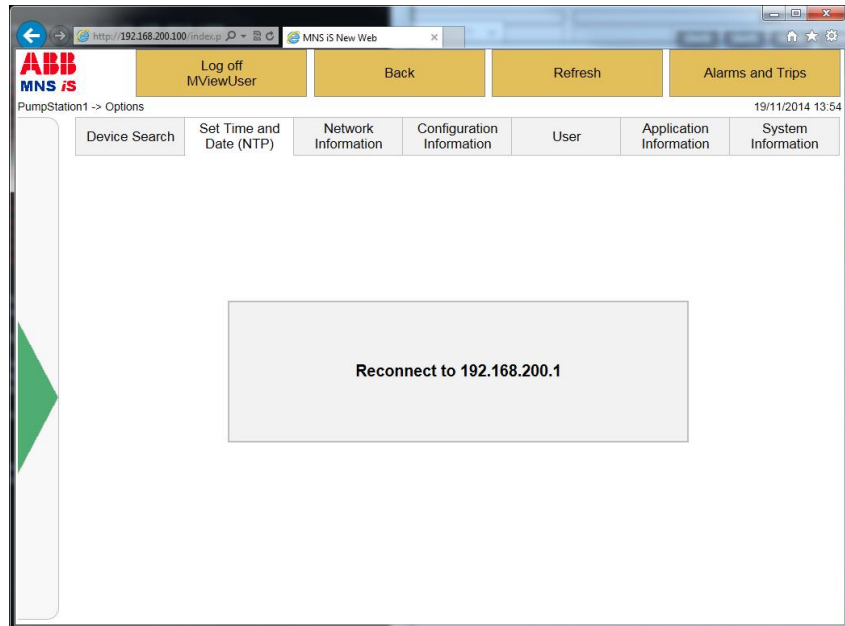 http://192.168.200.100/index.p
MNS iS New Web
ABB
MNS iS
Log off
MViewUser
Back
Refresh
Alarms and Trips
PumpStation1 -> Options
19/11/2014 13:54
Device Search
Set Time and
Date (NTP)
Network
Information
Configuration
Information
User
Application
Information
System
Information
Reconnect to 192.168.200.1